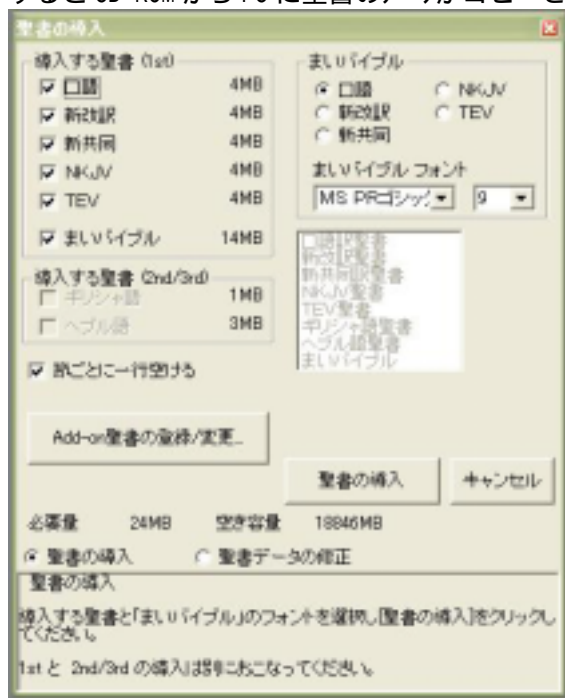 聖書の導入
導入する聖書 (1st)
口語 4MB
新改訳 4MB
新共同 4MB
NKJV 4MB
TEV 4MB
まいバイブル 14MB
導入する聖書 (2nd/3rd)
ギリシャ語 1MB
ヘブル語 3MB
節ごとに一行空ける
まいバイブル
口語 NKJV
新改訳 TEV
新共同
まいバイブル フォント
MS PRゴシック 9
口語訳聖書
新改訳聖書
新共同訳聖書
NKJV聖書
TEV聖書
ギリシャ語聖書
ヘブル語聖書
まいバイブル
Add-on聖書の登録/変更...
聖書の導入 キャンセル
必要量 24MB 空き容量 18846MB
聖書の導入 聖書データの修正
聖書の導入
導入する聖書と「まいバイブル」のフォントを選択し[聖書の導入]をクリックし
てください。
1st と 2nd/3rd の導入は別々におこなってください。